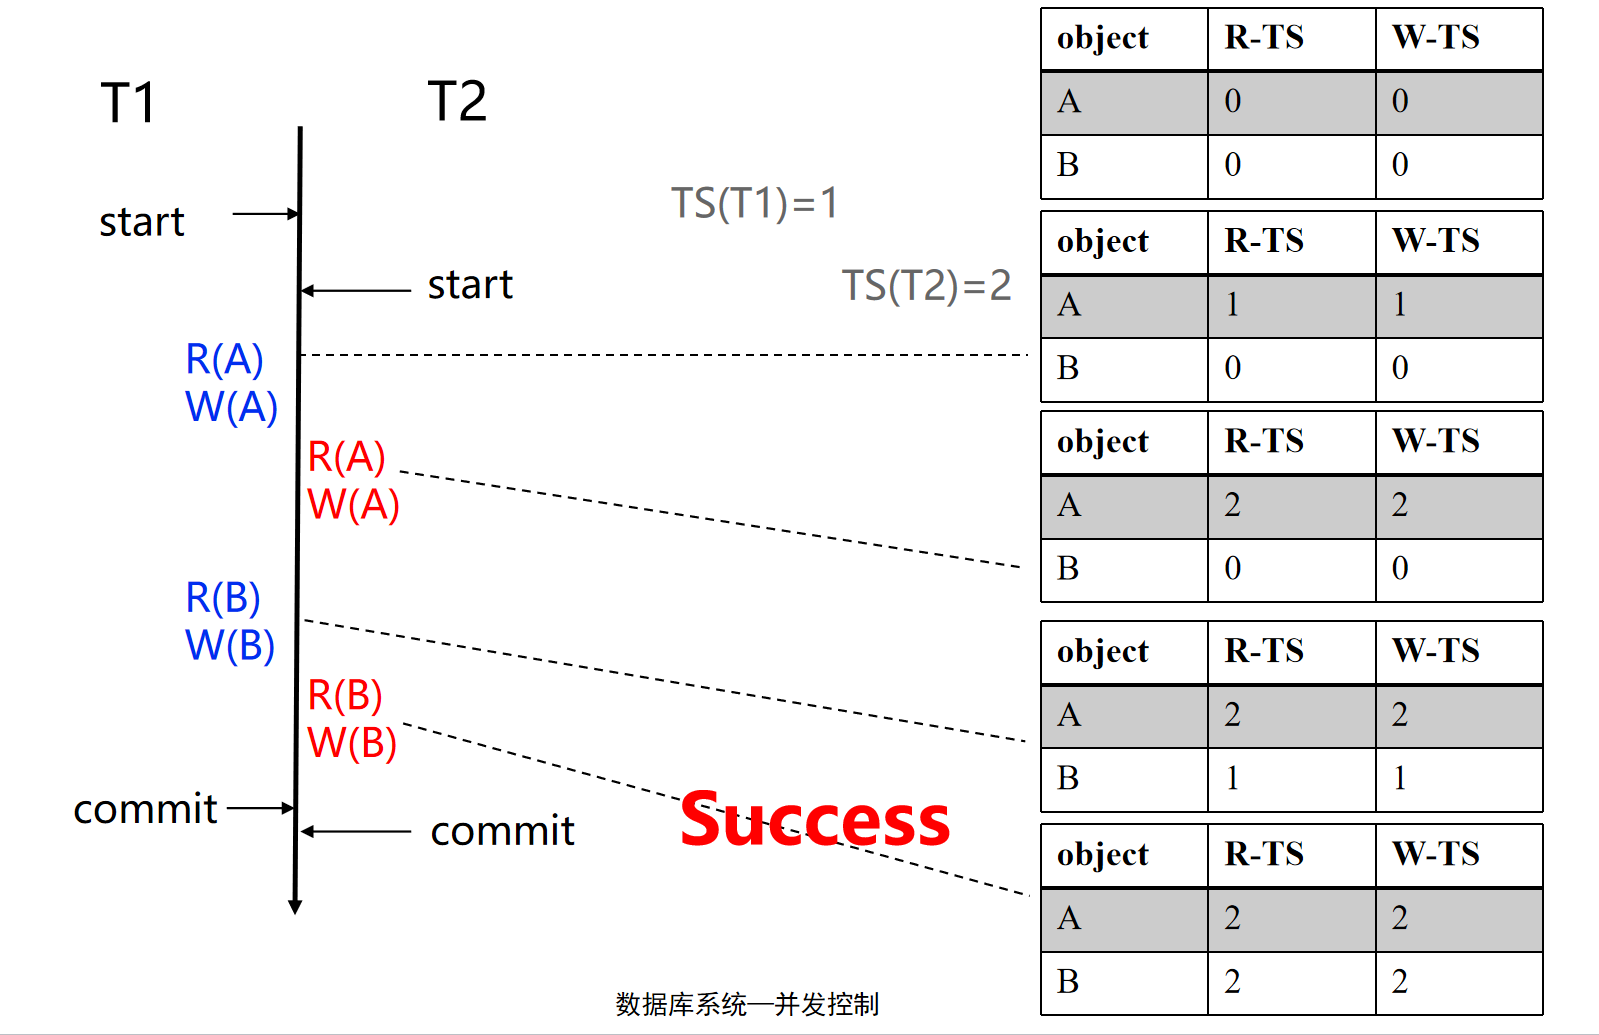 T1 T2
start
start
TS(T1)=1
TS(T2)=2
R(A)
W(A)
R(A)
W(A)
R(B)
W(B)
R(B)
W(B)
commit
commit
Success
object R-TS W-TS
A 0 0
B 0 0
object R-TS W-TS
A 1 1
B 0 0
object R-TS W-TS
A 2 2
B 0 0
object R-TS W-TS
A 2 2
B 1 1
object R-TS W-TS
A 2 2
B 2 2
数据库系统—并发控制